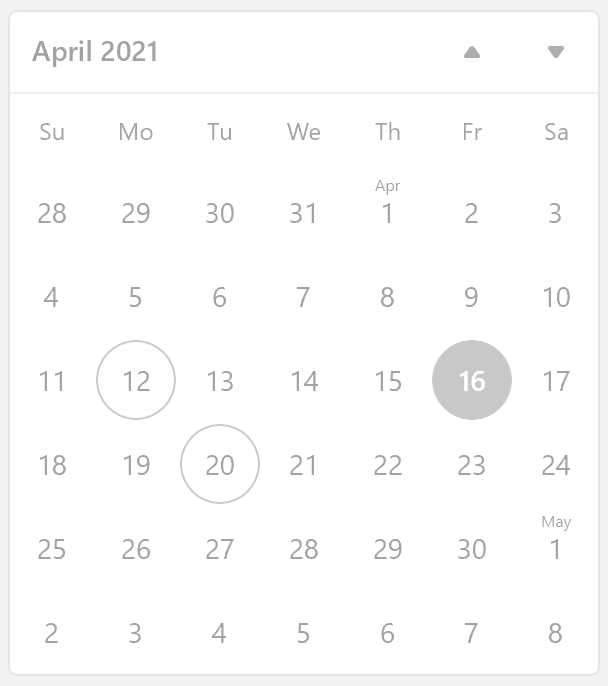 April 2021
Su Mo Tu We Th Fr Sa
Apr
28 29 30 31 1 2 3
4 5 6 7 8 9 10
11 12 13 14 15 16 17
18 19 20 21 22 23 24
May
25 26 27 28 29 30 1
2 3 4 5 6 7 8